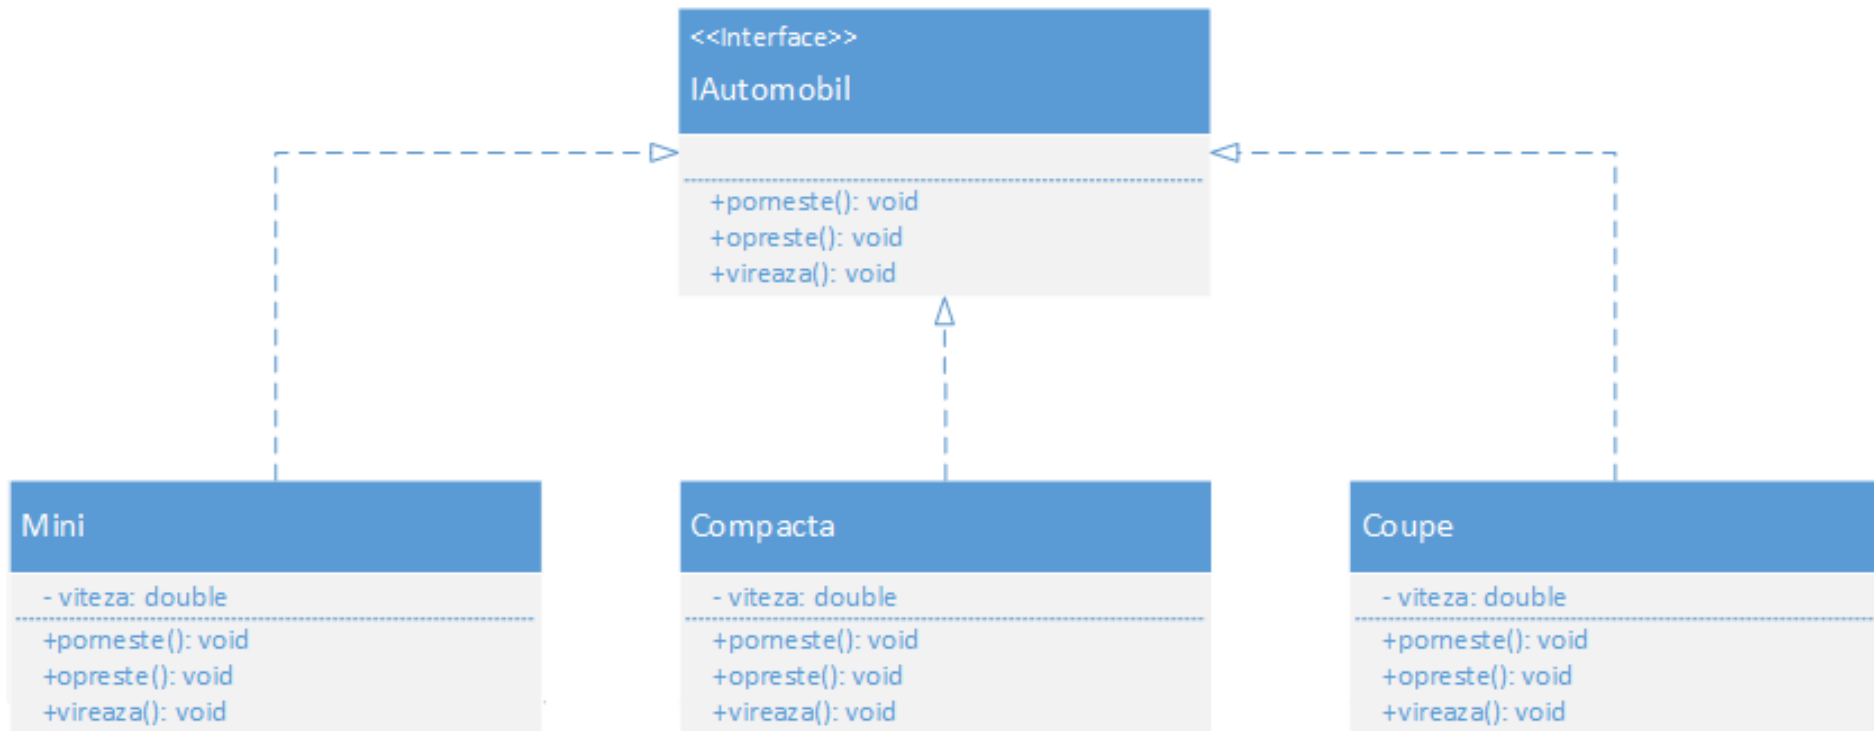 <<Interface>>
IAutomobil
+porneste(): void
+opreste(): void
+vireaza(): void
Mini
- viteza: double
+porneste(): void
+opreste(): void
+vireaza(): void
Compacta
- viteza: double
+porneste(): void
+opreste(): void
+vireaza(): void
Coupe
- viteza: double
+porneste(): void
+opreste(): void
+vireaza(): void